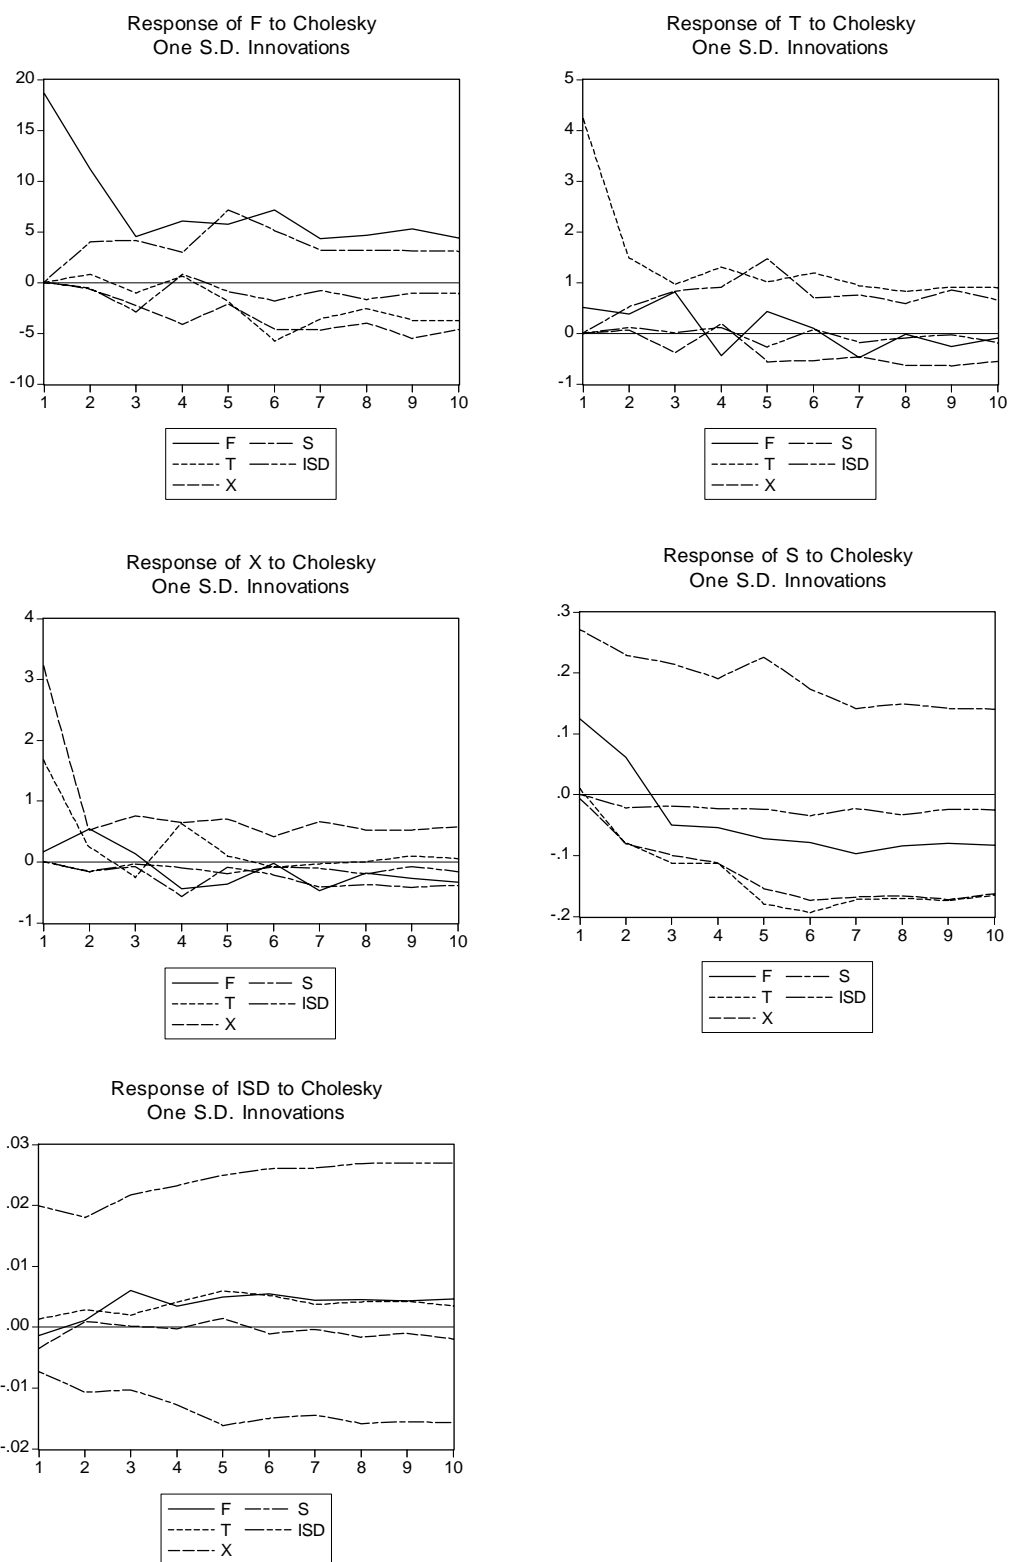 Response of F to Cholesky
One S.D. Innovations
20
15
10
5
0
-5
-10
1 2 3 4 5 6 7 8 9 10
F S
T ISD
X
Response of T to Cholesky
One S.D. Innovations
5
4
3
2
1
0
-1
1 2 3 4 5 6 7 8 9 10
F S
T ISD
X
Response of X to Cholesky
One S.D. Innovations
4
3
2
1
0
-1
1 2 3 4 5 6 7 8 9 10
F S
T ISD
X
Response of S to Cholesky
One S.D. Innovations
.3
.2
.1
.0
-.1
-.2
1 2 3 4 5 6 7 8 9 10
F S
T ISD
X
Response of ISD to Cholesky
One S.D. Innovations
.03
.02
.01
.00
-.01
-.02
1 2 3 4 5 6 7 8 9 10
F S
T ISD
X